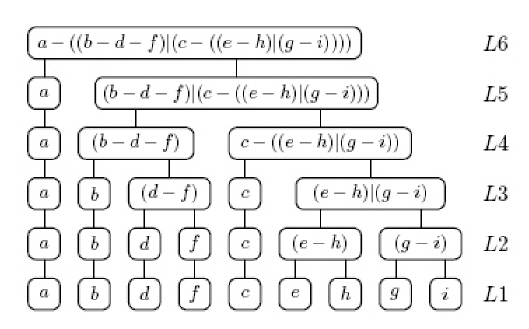 a − ((b − d − f)|(c − ((e − h)|(g − i)))) L6
a (b − d − f)|(c − ((e − h)|(g − i))) L5
a (b − d − f) c − ((e − h)|(g − i)) L4
a b (d − f) c (e − h)|(g − i) L3
a b d f c (e − h) (g − i) L2
a b d f c e h g i L1